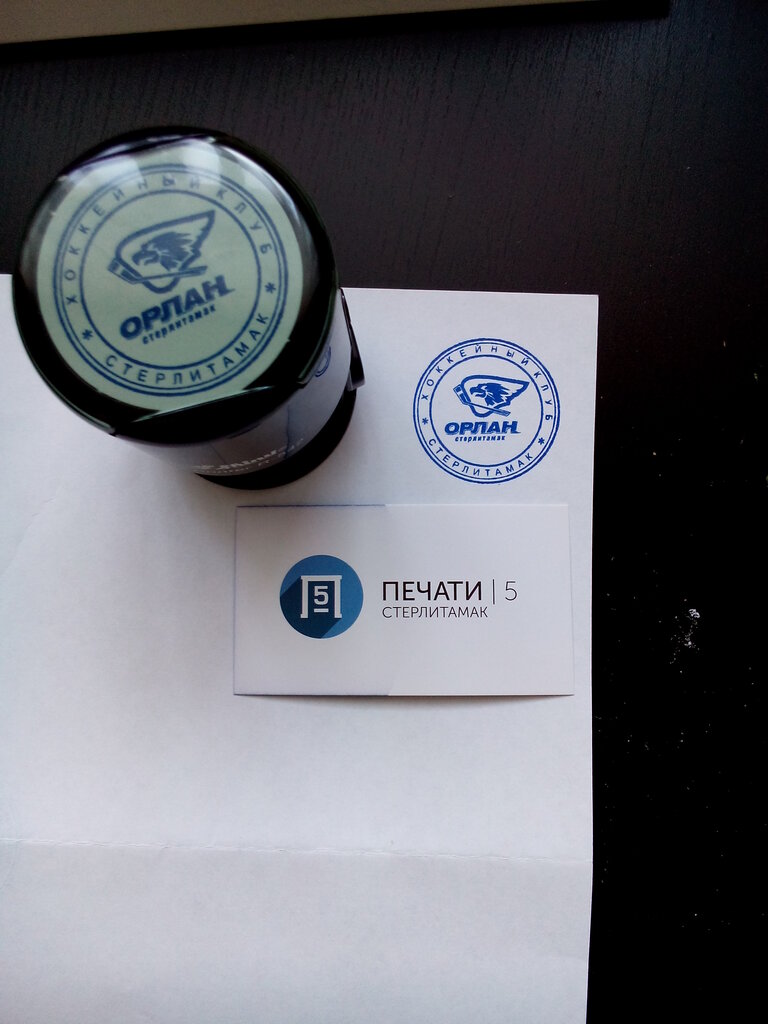 ХОККЕЙНЫЙ КЛУБ
ОРЛАН
стерлитамак
* СТЕРЛИТАМАК *
ХОККЕЙНЫЙ КЛУБ
ОРЛАН
стерлитамак
* СТЕРЛИТАМАК *
5
ПЕЧАТИ | 5
СТЕРЛИТАМАК